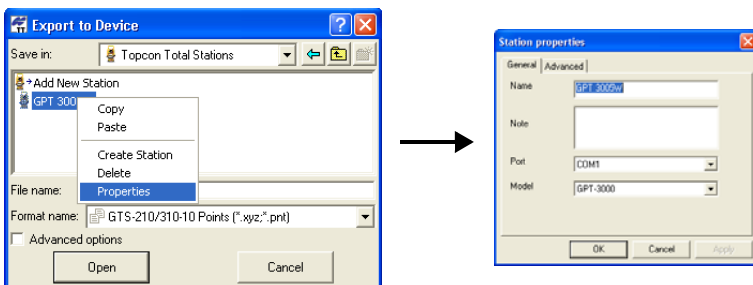 Export to Device
Save in: Topcon Total Stations
Add New Station
GPT 300
Copy
Paste
Create Station
Delete
Properties
File name:
Format name: GTS-210/310-10 Points (*.xyz;*.pnt)
Advanced options
Open Cancel
Station properties
General Advanced
Name GPT 3005W
Note
Port COM1
Model GPT-3000
OK Cancel Apply